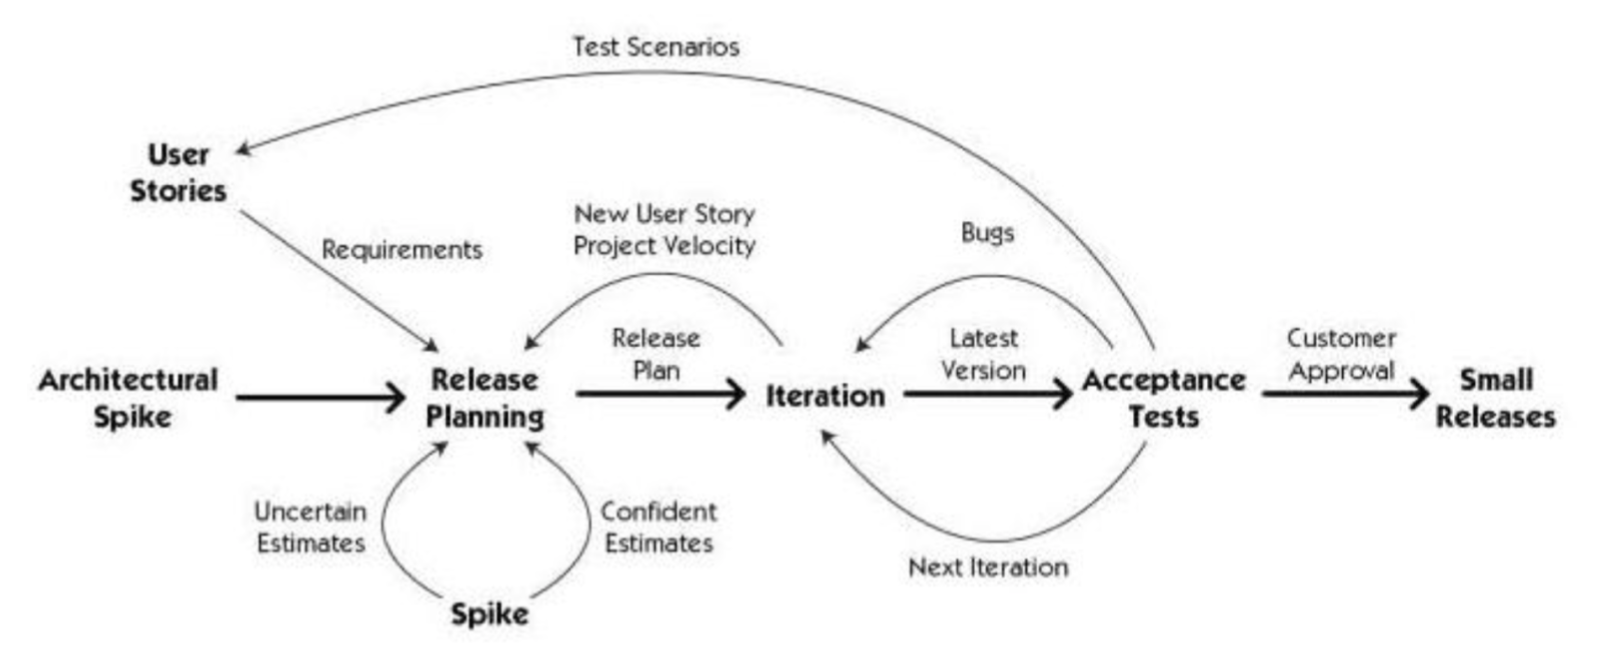 Test Scenarios
User
Stories
Requirements
New User Story
Project Velocity
Bugs
Architectural
Spike
Release
Planning
Release
Plan
Iteration
Latest
Version
Acceptance
Tests
Customer
Approval
Small
Releases
Uncertain
Estimates
Confident
Estimates
Next Iteration
Spike